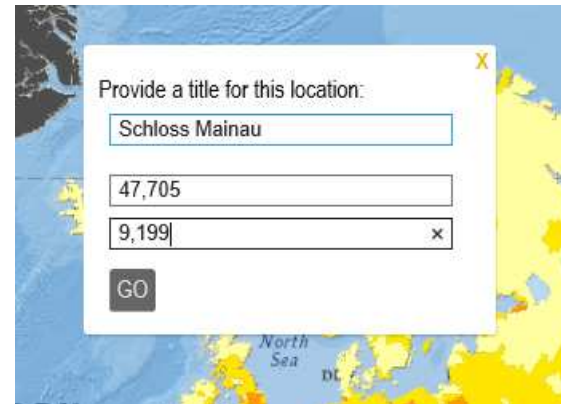 X
Provide a title for this location:
Schloss Mainau
47,705
9,199 ×
GO
North
Sea